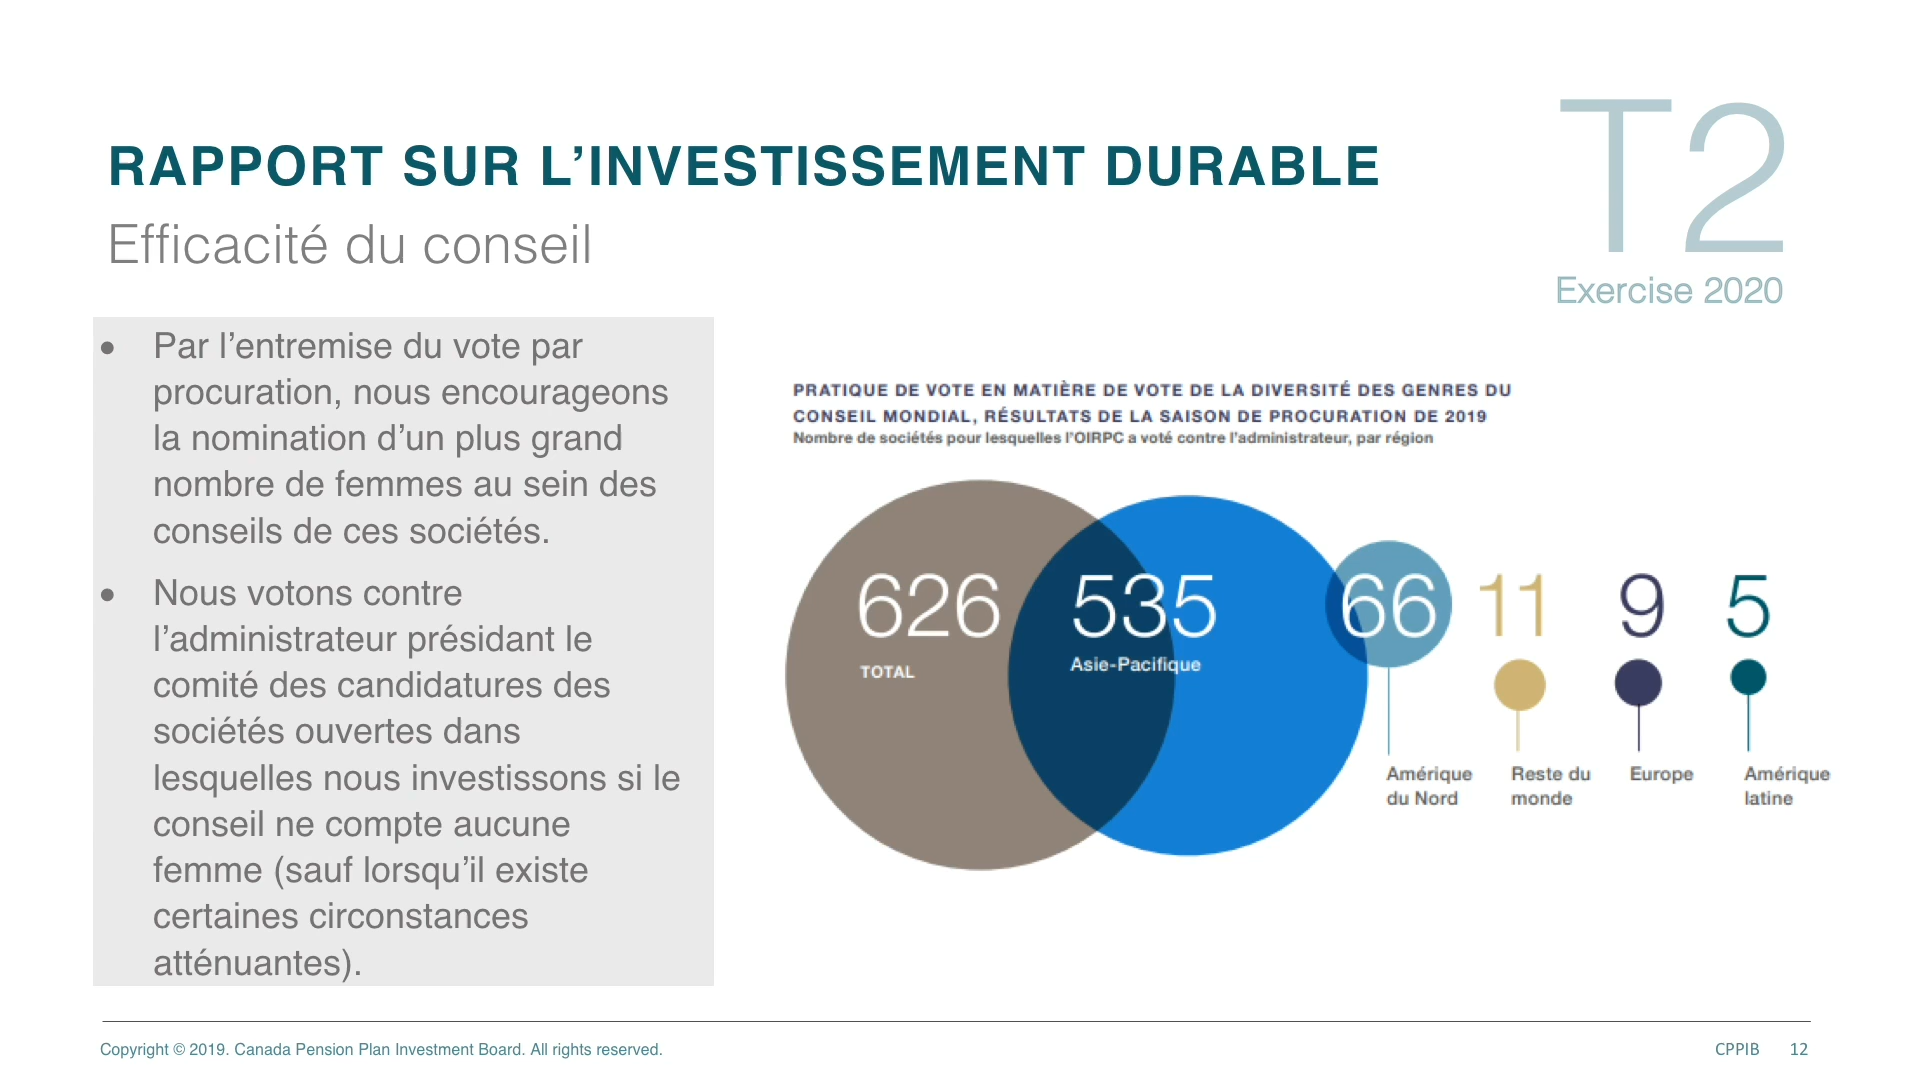 RAPPORT SUR L’INVESTISSEMENT DURABLE
Efficacité du conseil
T2
Exercise 2020
• Par l’entremise du vote par
procuration, nous encourageons
la nomination d’un plus grand
nombre de femmes au sein des
conseils de ces sociétés.
• Nous votons contre
l’administrateur présidant le
comité des candidatures des
sociétés ouvertes dans
lesquelles nous investissons si le
conseil ne compte aucune
femme (sauf lorsqu’il existe
certaines circonstances
atténuantes).
PRATIQUE DE VOTE EN MATIÈRE DE VOTE DE LA DIVERSITÉ DES GENRES DU
CONSEIL MONDIAL, RÉSULTATS DE LA SAISON DE PROCURATION DE 2019
Nombre de sociétés pour lesquelles l’OIRPC a voté contre l’administrateur, par région
626
TOTAL
535
Asie-Pacifique
66
Amérique
du Nord
11
Reste du
monde
9
Europe
5
Amérique
latine
Copyright © 2019. Canada Pension Plan Investment Board. All rights reserved.
CPPIB 12